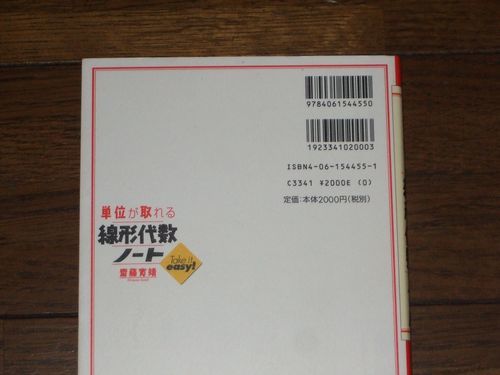 9784061544550
1923341020003
ISBN4-06-154455-1
C3341 ¥2000E (0)
定価:本体2000円(税別)
単位が取れる
線形代数
ノート
Take it
easy!
齋藤寛靖